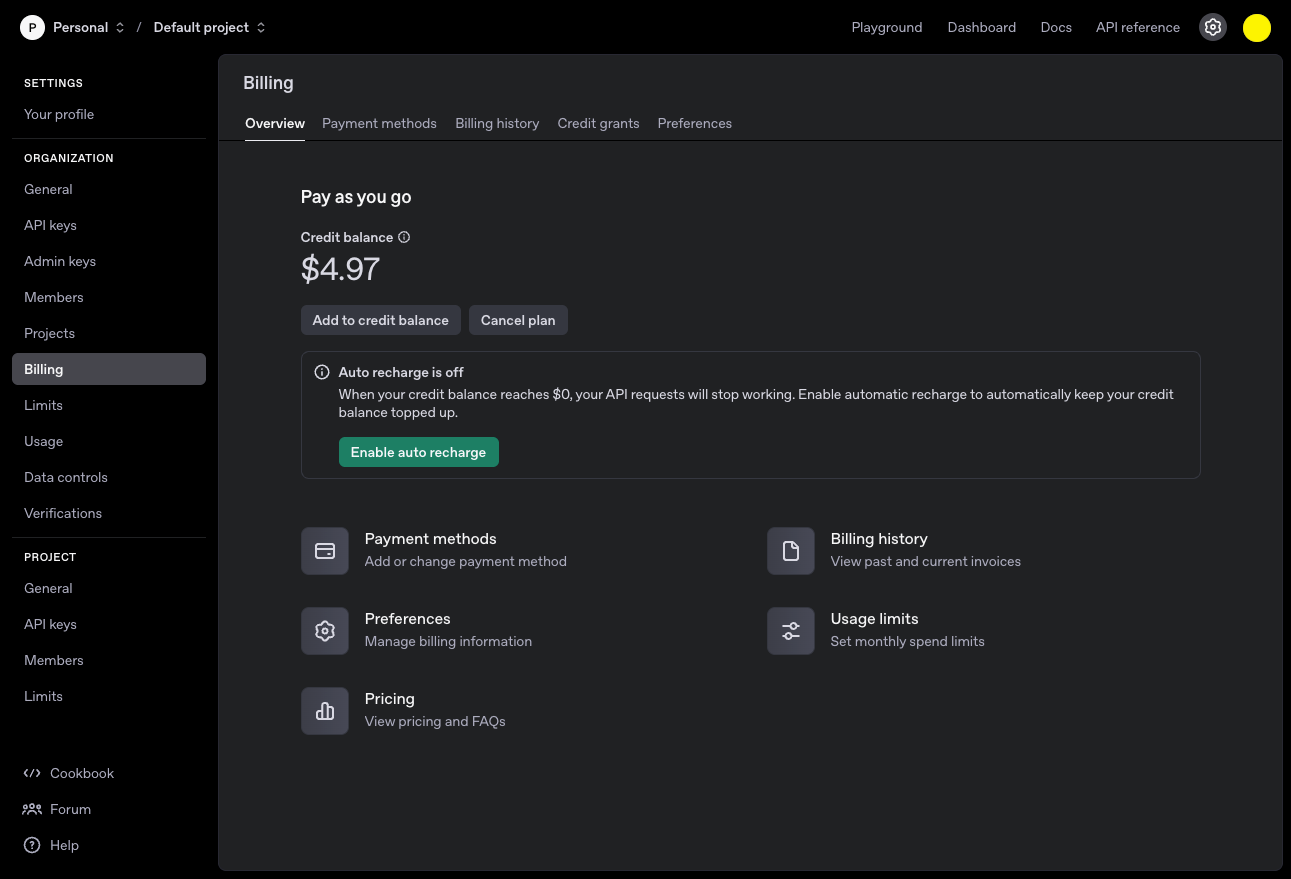 P Personal / Default project
Playground Dashboard Docs API reference
SETTINGS
Your profile
ORGANIZATION
General
API keys
Admin keys
Members
Projects
Billing
Limits
Usage
Data controls
Verifications
PROJECT
General
API keys
Members
Limits
Cookbook
Forum
Help
Billing
Overview Payment methods Billing history Credit grants Preferences
Pay as you go
Credit balance
$4.97
Add to credit balance Cancel plan
Auto recharge is off
When your credit balance reaches $0, your API requests will stop working. Enable automatic recharge to automatically keep your credit
balance topped up.
Enable auto recharge
Payment methods
Add or change payment method
Billing history
View past and current invoices
Preferences
Manage billing information
Usage limits
Set monthly spend limits
Pricing
View pricing and FAQs